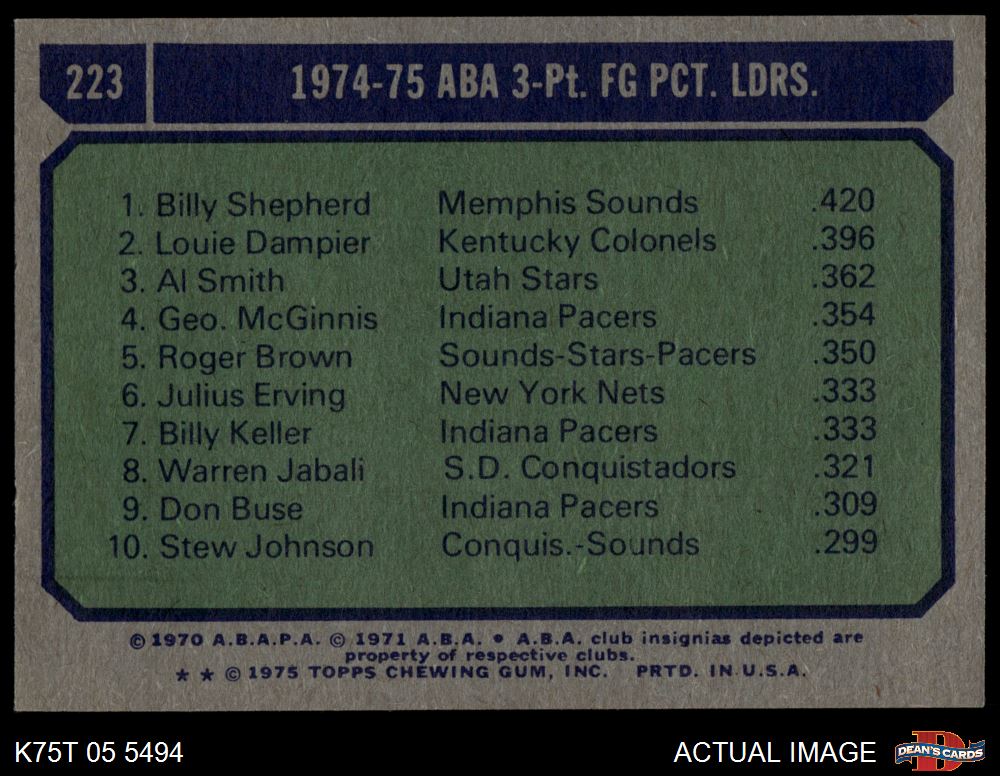 223 1974-75 ABA 3-Pt. FG PCT. LDRS.
1. Billy Shepherd Memphis Sounds .420
2. Louie Dampier Kentucky Colonels .396
3. Al Smith Utah Stars .362
4. Geo. McGinnis Indiana Pacers .354
5. Roger Brown Sounds-Stars-Pacers .350
6. Julius Erving New York Nets .333
7. Billy Keller Indiana Pacers .333
8. Warren Jabali S.D. Conquistadors .321
9. Don Buse Indiana Pacers .309
10. Stew Johnson Conquis.-Sounds .299
© 1970 A.B.A.P.A. © 1971 A.B.A. • A.B.A. club insignias depicted are
property of respective clubs.
★ ★ © 1975 TOPPS CHEWING GUM, INC. PRTD. IN U.S.A.
K75T 05 5494 ACTUAL IMAGE D DEAN'S CARDS